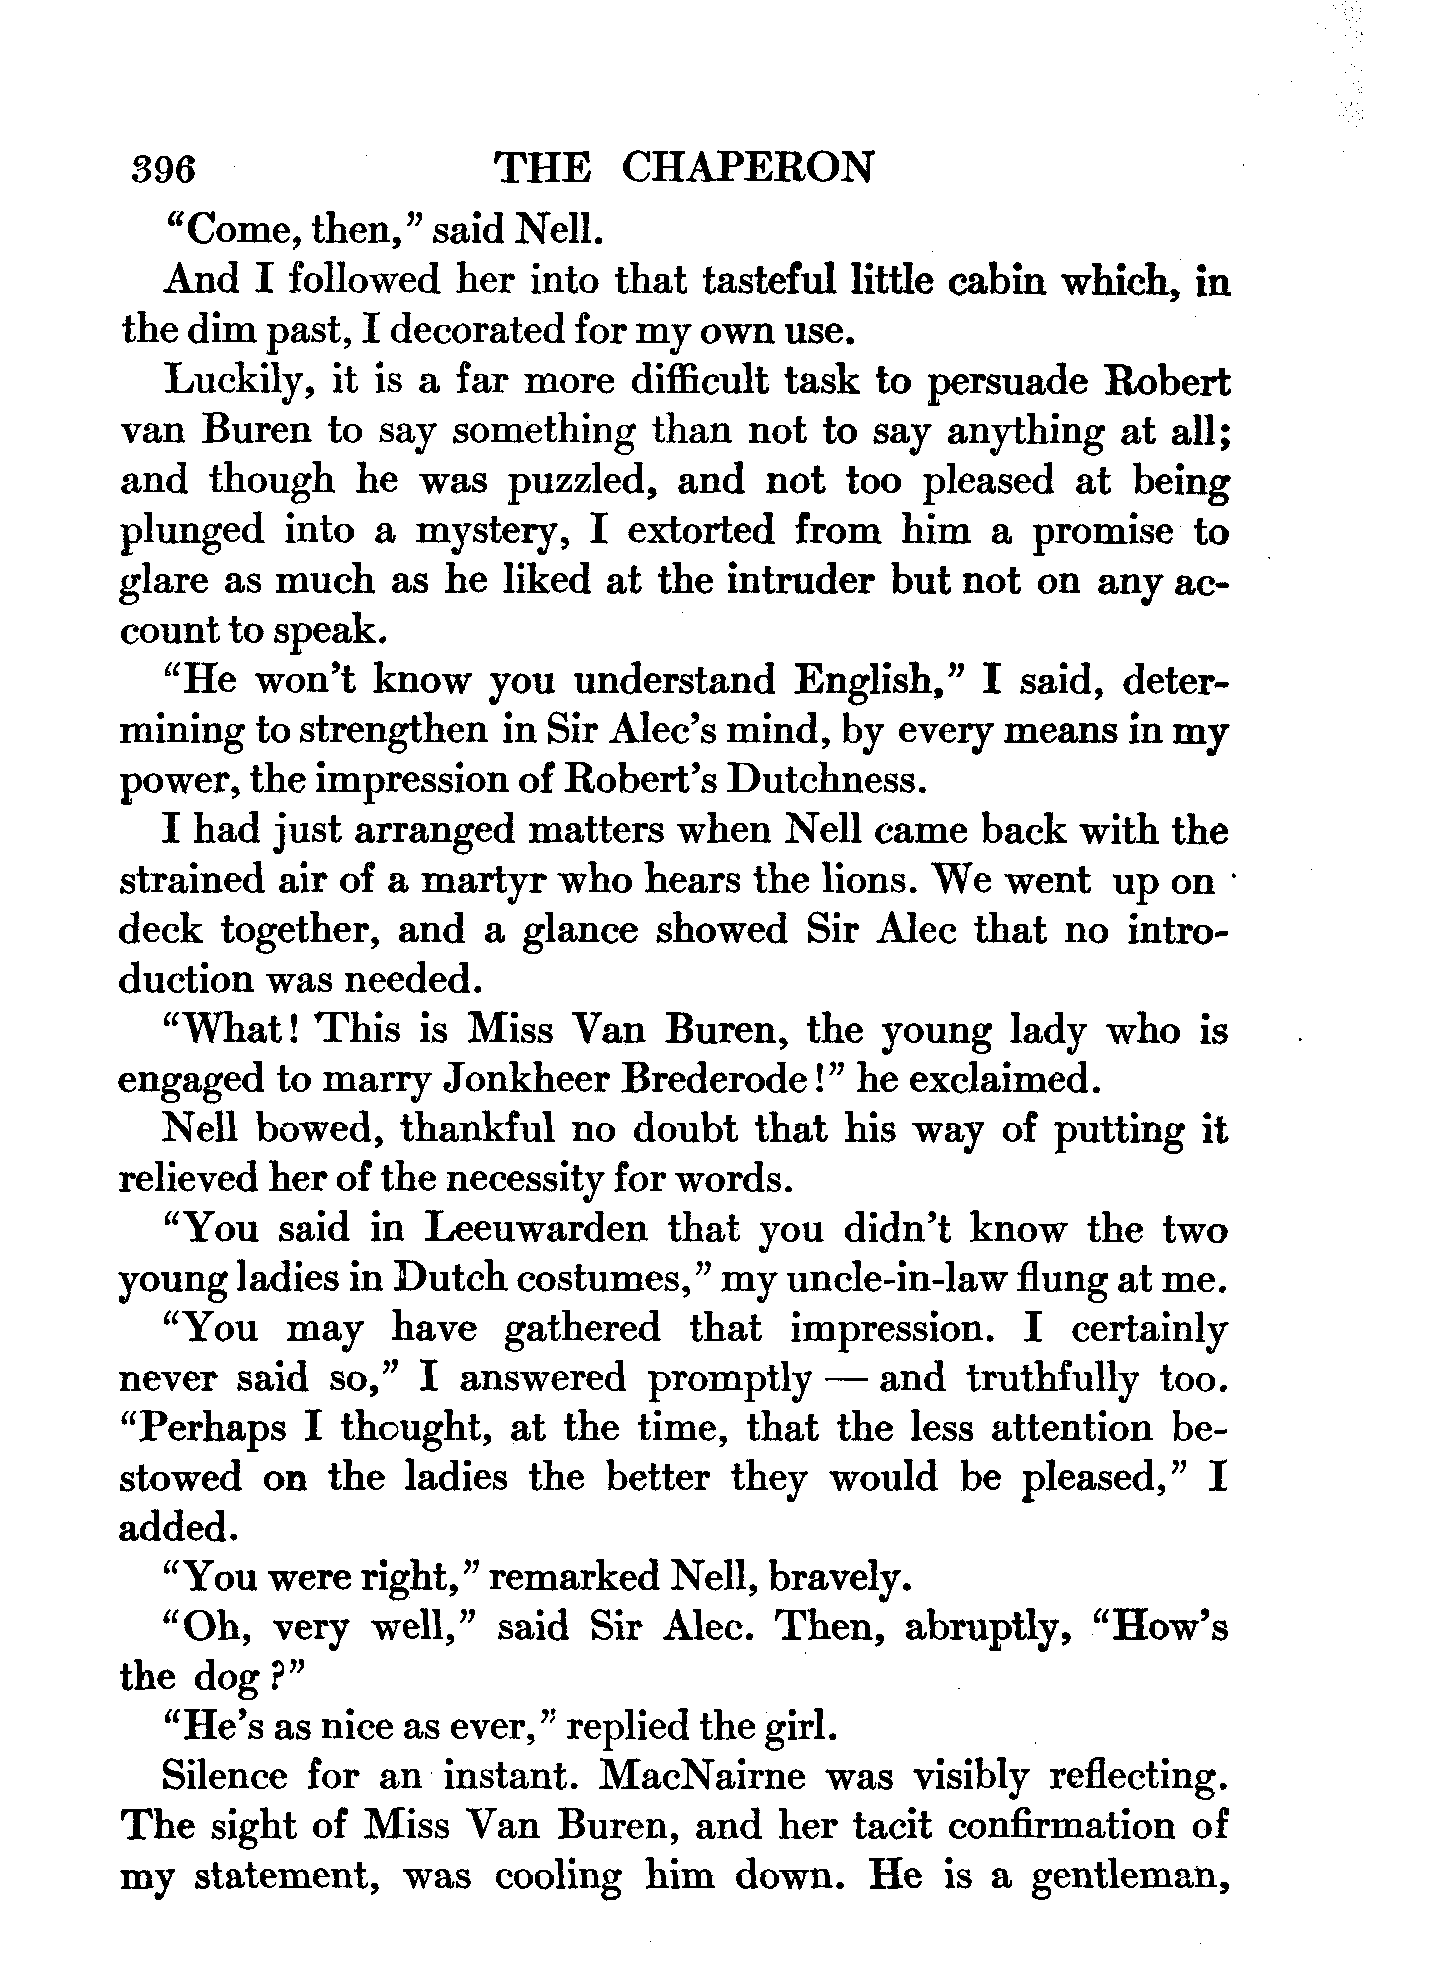 396 THE CHAPERON
“Come, then,” said Nell.
And I followed her into that tasteful little cabin which, in
the dim past, I decorated for my own use.
Luckily, it is a far more difficult task to persuade Robert
van Buren to say something than not to say anything at all;
and though he was puzzled, and not too pleased at being
plunged into a mystery, I extorted from him a promise to
glare as much as he liked at the intruder but not on any ac-
count to speak.
“He won’t know you understand English,” I said, deter-
mining to strengthen in Sir Alec’s mind, by every means in my
power, the impression of Robert’s Dutchness.
I had just arranged matters when Nell came back with the
strained air of a martyr who hears the lions. We went up on
deck together, and a glance showed Sir Alec that no intro-
duction was needed.
“What! This is Miss Van Buren, the young lady who is
engaged to marry Jonkheer Brederode!” he exclaimed.
Nell bowed, thankful no doubt that his way of putting it
relieved her of the necessity for words.
“You said in Leeuwarden that you didn’t know the two
young ladies in Dutch costumes,” my uncle-in-law flung at me.
“You may have gathered that impression. I certainly
never said so,” I answered promptly — and truthfully too.
“Perhaps I thought, at the time, that the less attention be-
stowed on the ladies the better they would be pleased,” I
added.
“You were right,” remarked Nell, bravely.
“Oh, very well,” said Sir Alec. Then, abruptly, “How’s
the dog?”
“He’s as nice as ever,” replied the girl.
Silence for an instant. MacNairne was visibly reflecting.
The sight of Miss Van Buren, and her tacit confirmation of
my statement, was cooling him down. He is a gentleman,